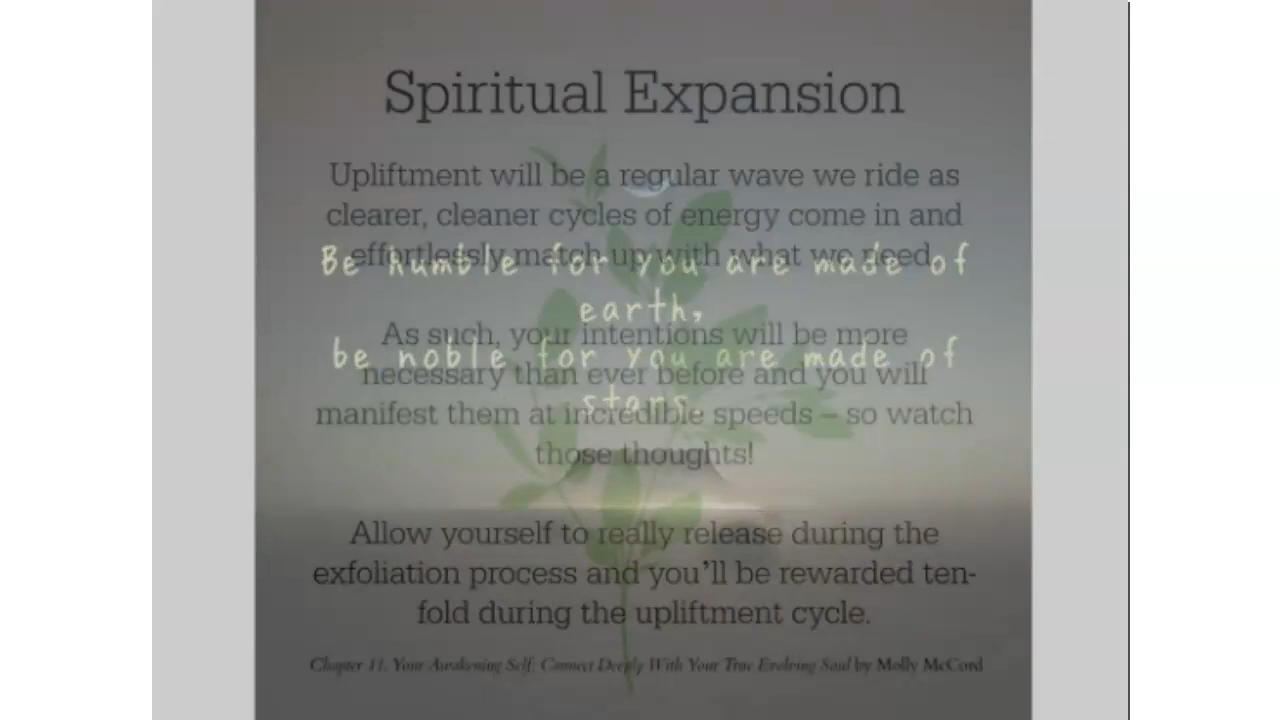 Spiritual Expansion
Upliftment will be a regular wave we ride as
clearer, cleaner cycles of energy come in and
effortlessly match up with what we need.
Be humble for you are made of
earth,
be noble for you are made of
stars
As such, your intentions will be more
necessary than ever before and you will
manifest them at incredible speeds – so watch
those thoughts!
Allow yourself to really release during the
exfoliation process and you'll be rewarded ten-
fold during the upliftment cycle.
Chapter 11, Your Awakening Self: Connect Deeply With Your True Evolving Soul by Molly McCord